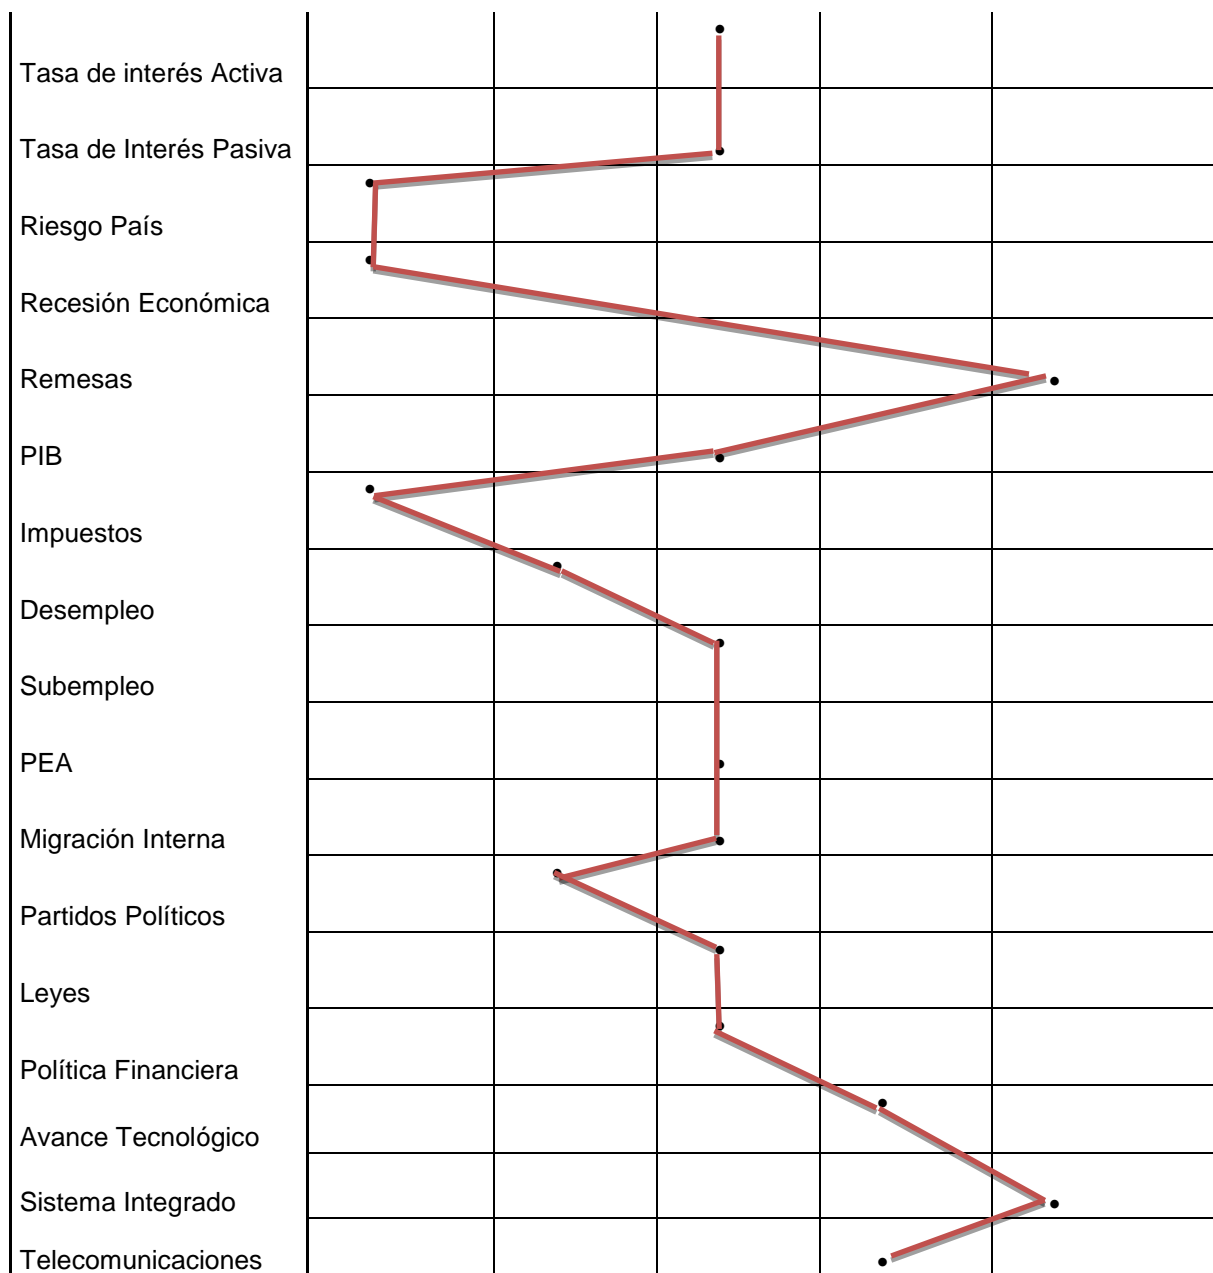 Tasa de interés Activa
Tasa de Interés Pasiva
Riesgo País
Recesión Económica
Remesas
PIB
Impuestos
Desempleo
Subempleo
PEA
Migración Interna
Partidos Políticos
Leyes
Política Financiera
Avance Tecnológico
Sistema Integrado
Telecomunicaciones